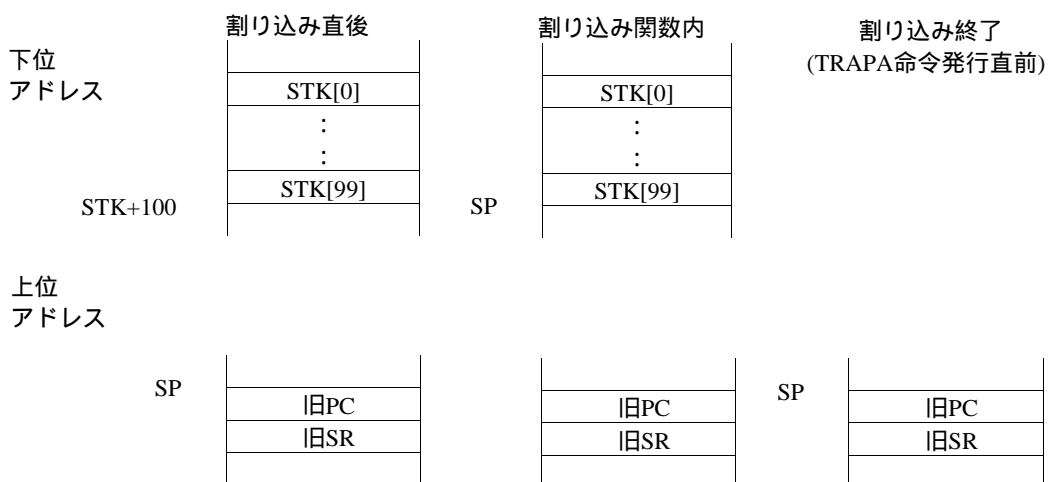 割り込み直後
割り込み関数内
割り込み終了
(TRAPA命令発行直前)
下位
アドレス
STK[0]
:
:
STK[99]
STK+100
STK[0]
:
:
STK[99]
SP
上位
アドレス
SP
旧PC
旧SR
旧PC
旧SR
SP
旧PC
旧SR